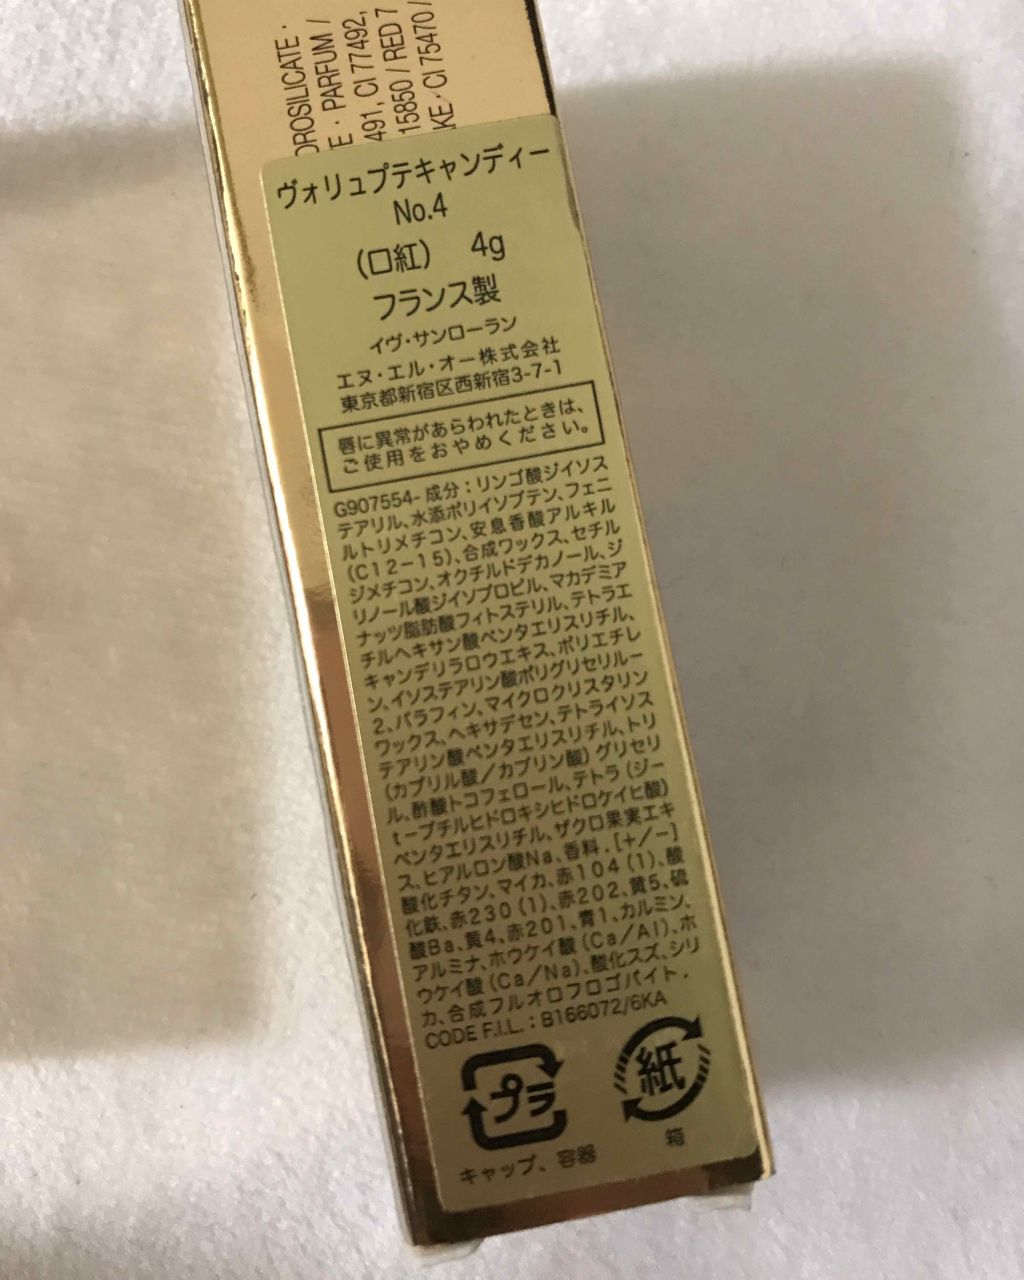 OROSILICATE ·
E · PARFUM /
491, CI 77492,
15850 / RED 7
KE · CI 75470 /
ヴォリュプテキャンディー
No.4
(口紅) 4g
フランス製
イヴ・サンローラン
エヌ・エル・オー株式会社
東京都新宿区西新宿3-7-1
唇に異常があらわれたときは、
ご使用をおやめください。
G907554- 成分：リンゴ酸ジイソス
テアリル、水添ポリイソブテン、フェニ
ルトリメチコン、安息香酸アルキル
(C12-15)、合成ワックス、セチル
ジメチコン、オクチルドデカノール、ジ
リノール酸ジイソプロピル、マカデミア
ナッツ脂肪酸フィトステリル、テトラエ
チルヘキサン酸ペンタエリスリチル、
キャンデリラロウエキス、ポリエチレ
ン、イソステアリン酸ポリグリセリル-
2、パラフィン、マイクロクリスタリン
ワックス、ヘキサデセン、テトライソス
テアリン酸ペンタエリスリチル、トリ
(カプリル酸／カプリン酸) グリセリ
ル、酢酸トコフェロール、テトラ (ジー
t-ブチルヒドロキシヒドロケイヒ酸)
ペンタエリスリチル、ザクロ果実エキ
ス、ヒアルロン酸Na、香料．[+/-]
酸化チタン、マイカ、赤104 (1)、酸
化鉄、赤230 (1)、赤202、黄5、硫
酸Ba、黄4、赤201、青1、カルミン、
アルミナ、ホウケイ酸 (Ca／Al)、ホ
ウケイ酸 (Ca／Na)、酸化スズ、シリ
カ、合成フルオロフロゴパイト．
CODE F.I.L. : B166072/6KA
プラ
紙
キャップ、容器
箱